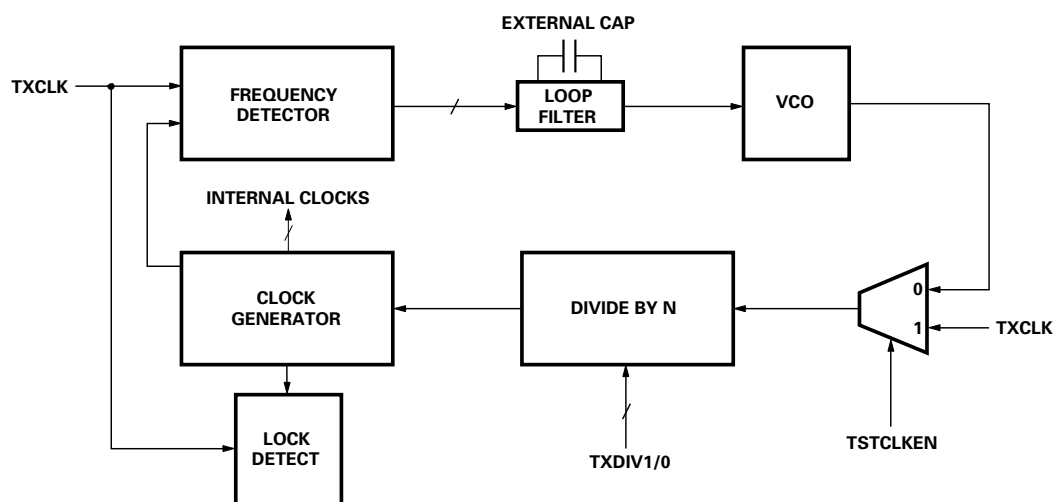 EXTERNAL CAP
TXCLK
FREQUENCY
DETECTOR
LOOP
FILTER
VCO
INTERNAL CLOCKS
CLOCK
GENERATOR
DIVIDE BY N
0
1
TXCLK
LOCK
DETECT
TXDIV1/0
TSTCLKEN